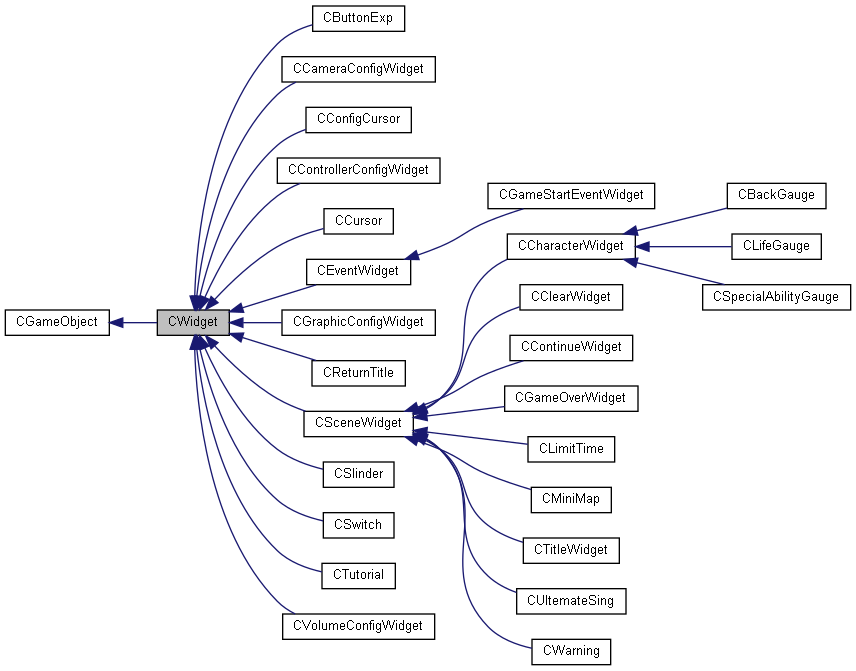 CButtonExp
CCameraConfigWidget
CConfigCursor
CControllerConfigWidget
CGameStartEventWidget
CBackGauge
CCursor
CCharacterWidget
CLifeGauge
CEventWidget
CClearWidget
CSpecialAbilityGauge
CGameObject
CWidget
CGraphicConfigWidget
CContinueWidget
CReturnTitle
CGameOverWidget
CSceneWidget
CLimitTime
CSlinder
CMiniMap
CSwitch
CTitleWidget
CTutorial
CUltemateSing
CVolumeConfigWidget
CWarning